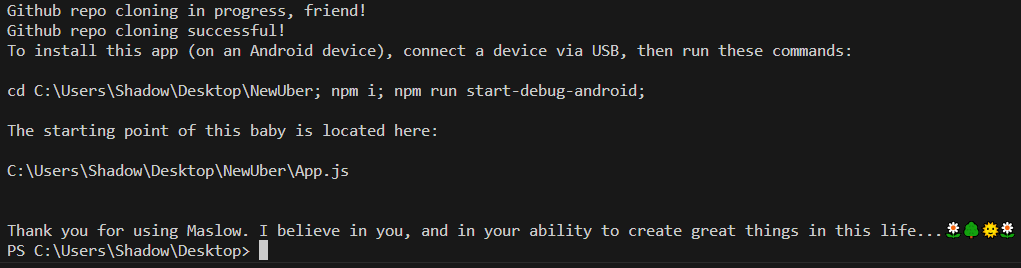 Github repo cloning in progress, friend!
Github repo cloning successful!
To install this app (on an Android device), connect a device via USB, then run these commands:
cd C:\Users\Shadow\Desktop\NewUber; npm i; npm run start-debug-android;
The starting point of this baby is located here:
C:\Users\Shadow\Desktop\NewUber\App.js
Thank you for using Maslow. I believe in you, and in your ability to create great things in this life...🌼🌳🌞🌼
PS C:\Users\Shadow\Desktop>